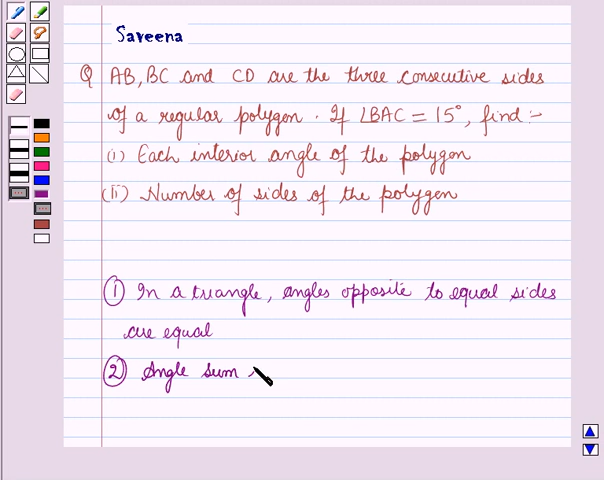 Saveena
Q AB, BC and CD are the three consecutive sides
of a regular polygon. If ∠BAC = 15°, find :-
(i) Each interior angle of the polygon
(ii) Number of sides of the polygon
① In a triangle, angles opposite to equal sides
are equal
② Angle sum